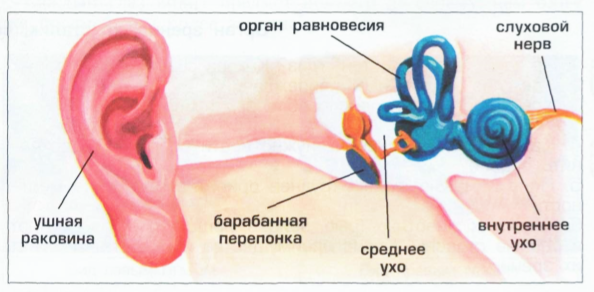 орган равновесия
слуховой
нерв
ушная
раковина
барабанная
перепонка
среднее
ухо
внутреннее
ухо